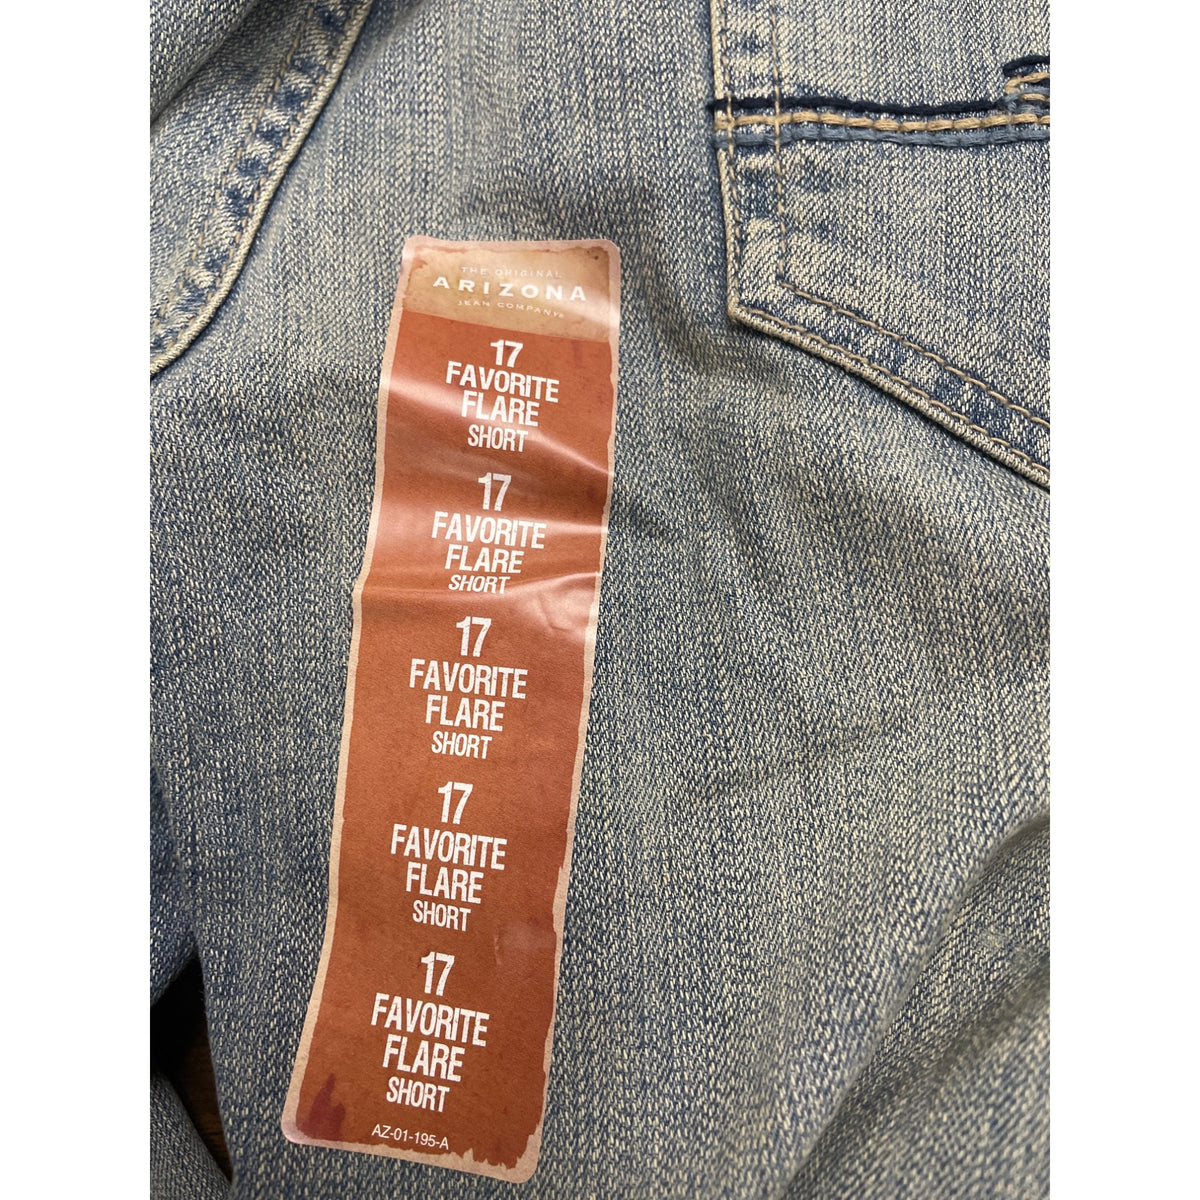 THE ORIGINAL
ARIZONA
JEAN COMPANY®
17
FAVORITE
FLARE
SHORT
17
FAVORITE
FLARE
SHORT
17
FAVORITE
FLARE
SHORT
17
FAVORITE
FLARE
SHORT
17
FAVORITE
FLARE
SHORT
AZ-01-195-A